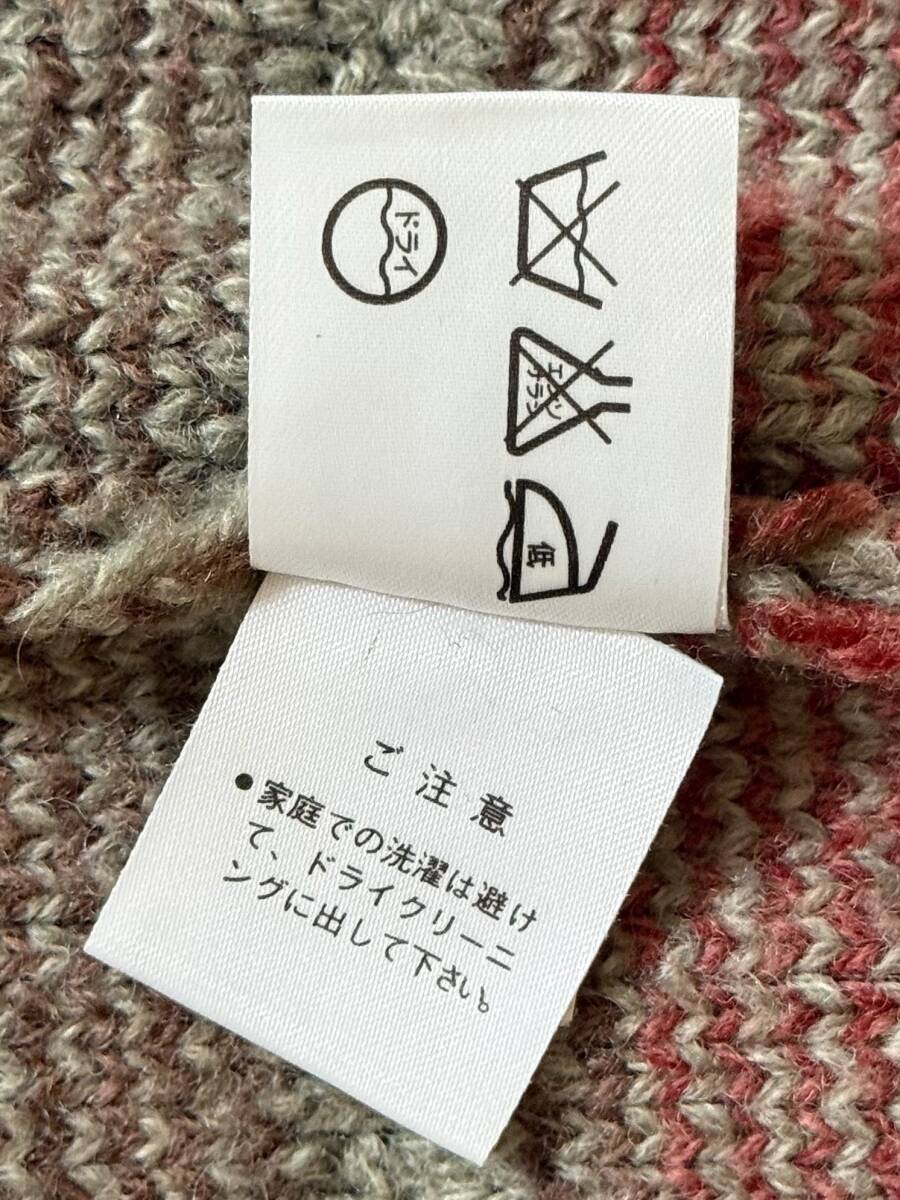 エンソ
サラシ
低
ドライ
ご注意
●家庭での洗濯は避け
て、ドライクリーニ
ングに出して下さい。